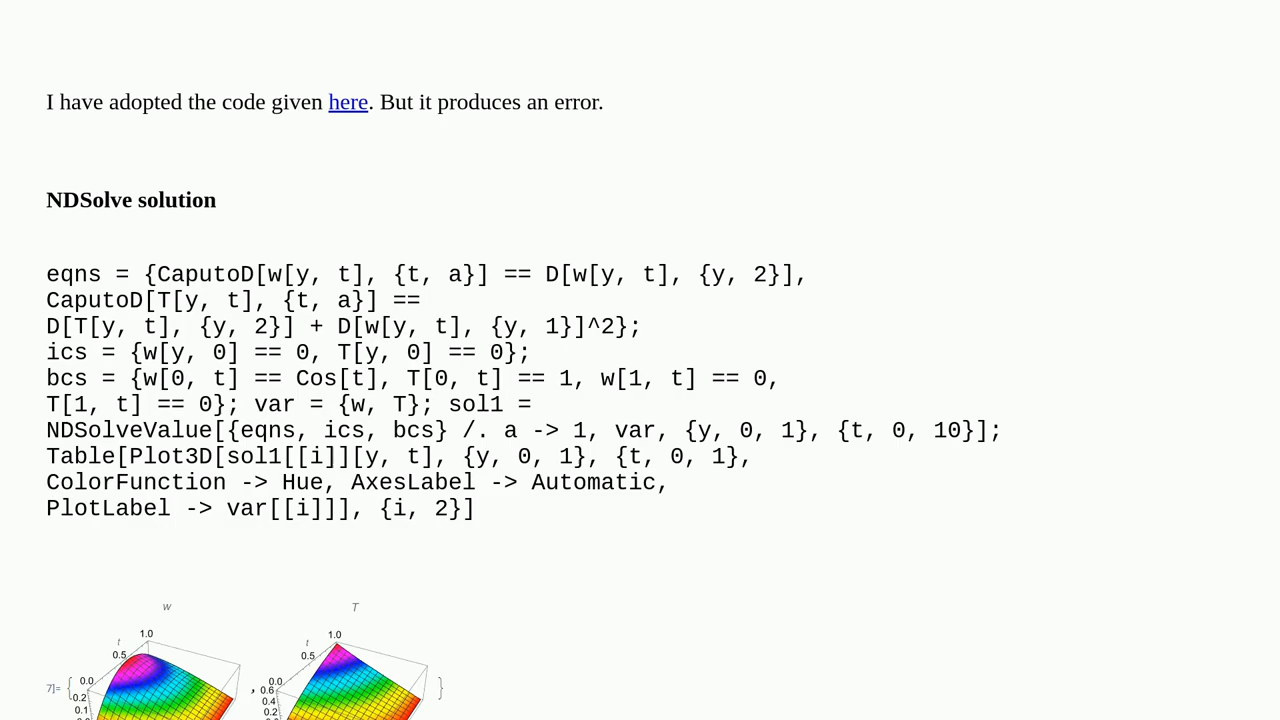 I have adopted the code given here. But it produces an error.
NDSolve solution
eqns = {CaputoD[w[y, t], {t, a}] == D[w[y, t], {y, 2}],
CaputoD[T[y, t], {t, a}] ==
D[T[y, t], {y, 2}] + D[w[y, t], {y, 1}]^2};
ics = {w[y, 0] == 0, T[y, 0] == 0};
bcs = {w[0, t] == Cos[t], T[0, t] == 1, w[1, t] == 0,
T[1, t] == 0}; var = {w, T}; sol1 =
NDSolveValue[{eqns, ics, bcs} /. a -> 1, var, {y, 0, 1}, {t, 0, 10}];
Table[Plot3D[sol1[[i]][y, t], {y, 0, 1}, {t, 0, 1},
ColorFunction -> Hue, AxesLabel -> Automatic,
PlotLabel -> var[[i]]], {i, 2}]
w T
1.0 1.0
t t
0.5 0.5
0.0 0.0
7]= { , }
0.6
0.2 0.4
0.1 0.2